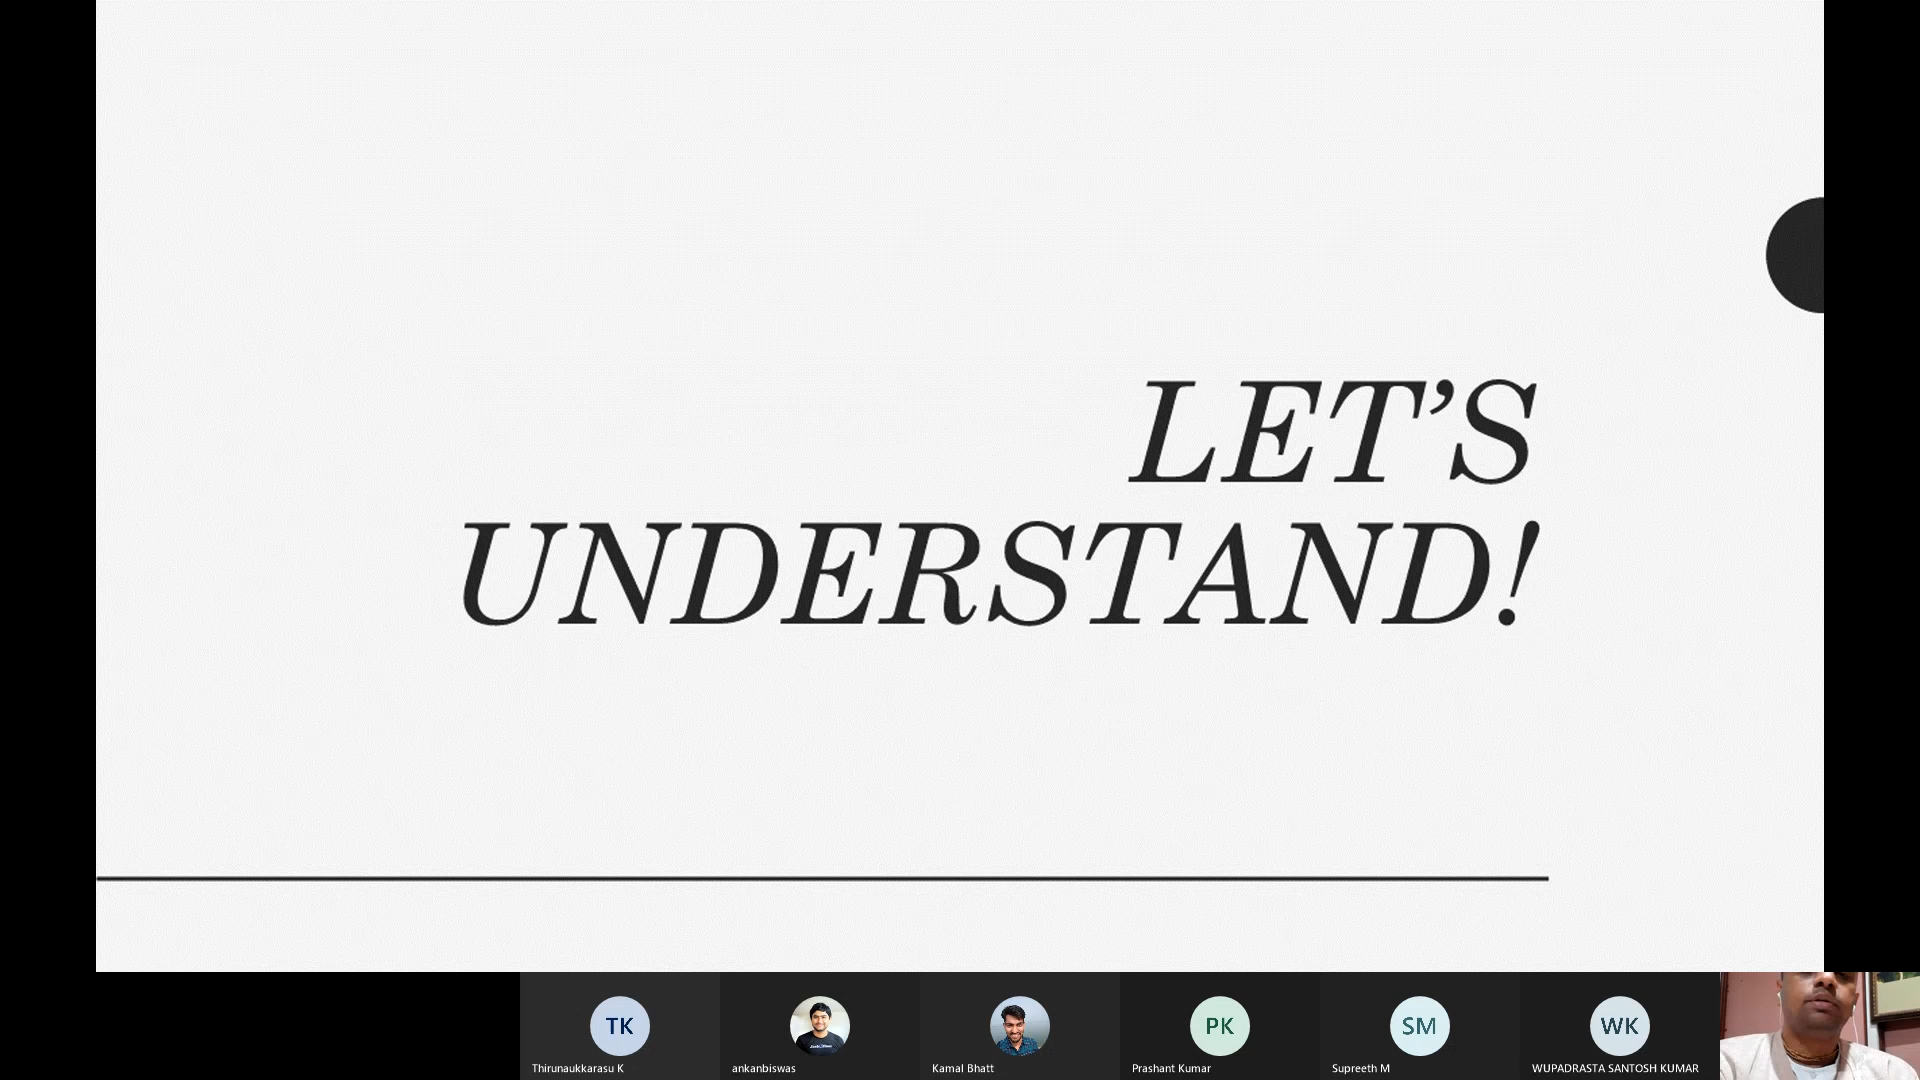 LET’S
UNDERSTAND!
TK
Thirunaukkarasu K
ankanbiswas
Kamal Bhatt
PK
Prashant Kumar
SM
Supreeth M
WK
WUPADRASTA SANTOSH KUMAR